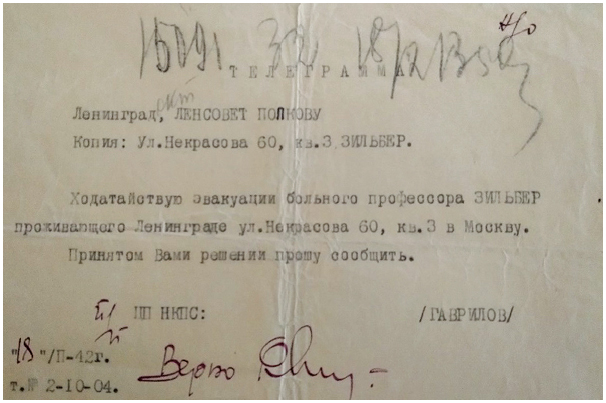 ТЕЛЕГРАММА
Ленинград, ЛЕНСОВЕТ ПОПКОВУ
Копия: Ул.Некрасова 60, кв.3 ЗИЛЬБЕР.
Ходатайствую эвакуации больного профессора ЗИЛЬБЕР
проживающего Ленинграде ул.Некрасова 60, кв.3 в Москву.
Принятом Вами решении прошу сообщить.
ЦП НКПС: /ГАВРИЛОВ/
"18"/П-42г.
Верно
т.№ 2-10-04.